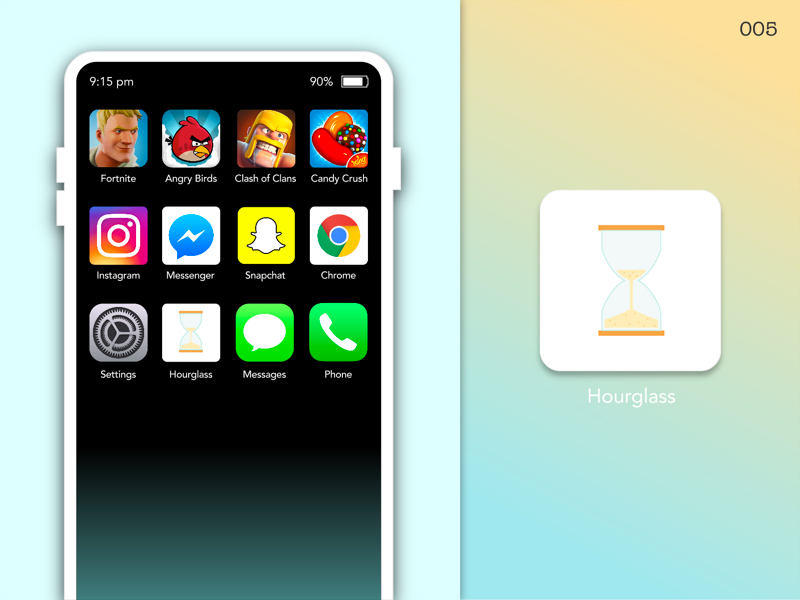 005
9:15 pm 90%
Fortnite Angry Birds Clash of Clans Candy Crush
Instagram Messenger Snapchat Chrome
Settings Hourglass Messages Phone
Hourglass